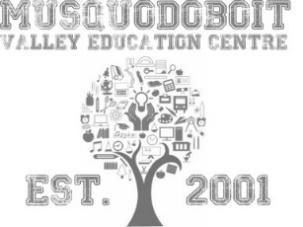 MUSQUODOBOIT
VALLEY EDUCATION CENTRE
EST. 2001